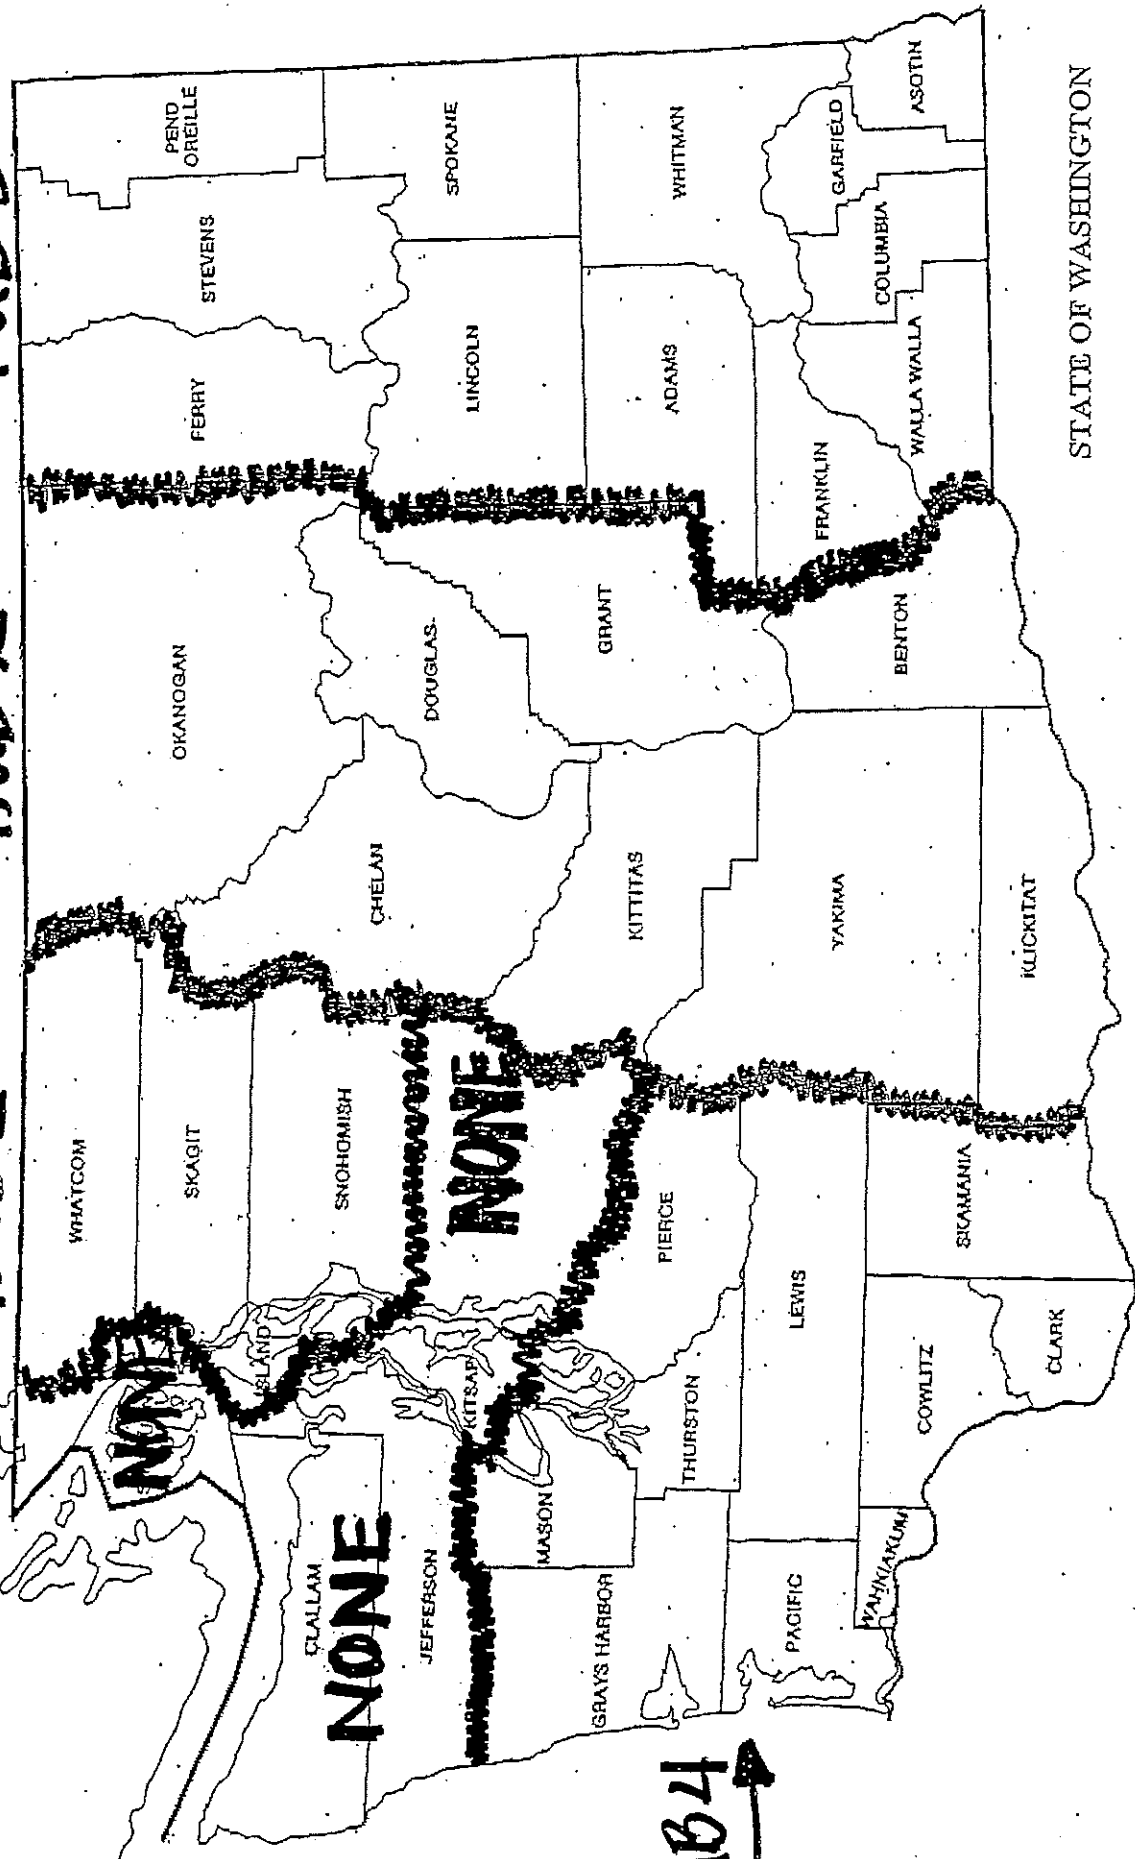 WHATCOM
SKAGIT
SNOHOMISH
ISLAND
NONE
CLALLAM
NONE
JEFFERSON
KITSAP
NONE
MASON
GRAYS HARBOR
THURSTON
PIERCE
LEWIS
PACIFIC
WAHKIAKUM
COWLITZ
CLARK
SKAMANIA
OKANOGAN
CHELAN
DOUGLAS
KITTITAS
GRANT
YAKIMA
KLICKITAT
BENTON
FERRY
STEVENS
PEND
OREILLE
LINCOLN
SPOKANE
ADAMS
WHITMAN
FRANKLIN
WALLA WALLA
COLUMBIA
GARFIELD
ASOTIN
STATE OF WASHINGTON